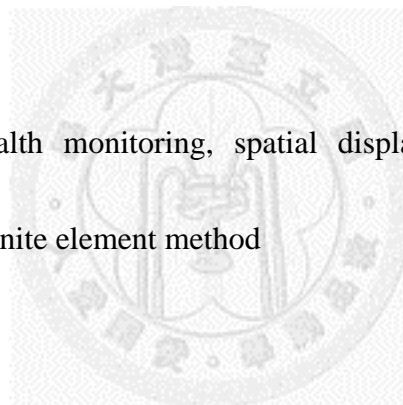 alth monitoring, spatial displa
nite element method